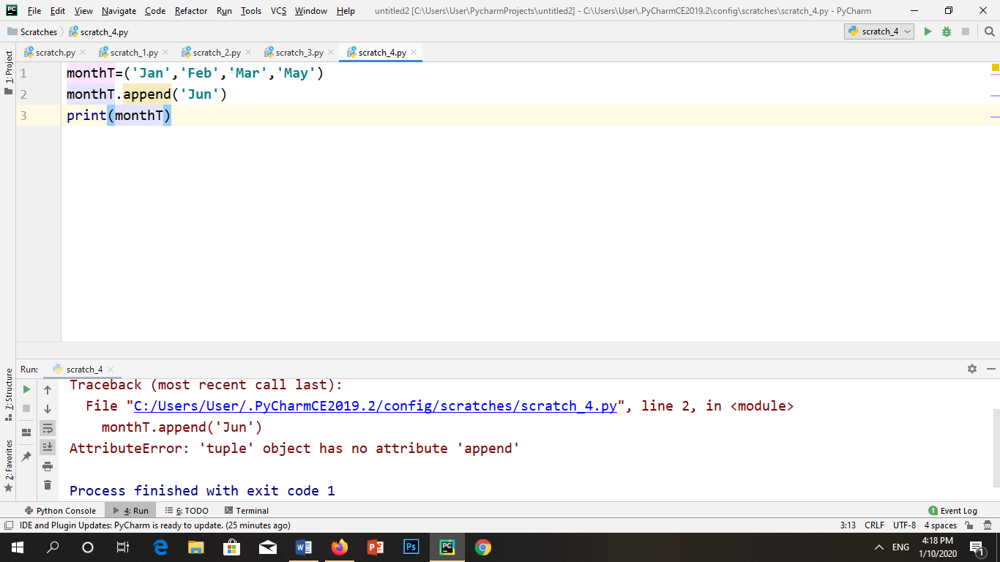 PC File Edit View Navigate Code Refactor Run Tools VCS Window Help untitled2 [C:\Users\User\PycharmProjects\untitled2] - C:\Users\User\.PyCharmCE2019.2\config\scratches\scratch_4.py - PyCharm
Scratches scratch_4.py scratch_4
1: Project
scratch.py scratch_1.py scratch_2.py scratch_3.py scratch_4.py
1 monthT=('Jan','Feb','Mar','May')
2 monthT.append('Jun')
3 print(monthT)
Run: scratch_4
7: Structure
2: Favorites
Traceback (most recent call last):
File "C:/Users/User/.PyCharmCE2019.2/config/scratches/scratch_4.py", line 2, in <module>
monthT.append('Jun')
AttributeError: 'tuple' object has no attribute 'append'
Process finished with exit code 1
Python Console 4: Run 6: TODO Terminal 1 Event Log
IDE and Plugin Updates: PyCharm is ready to update. (25 minutes ago) 3:13 CRLF UTF-8 4 spaces
Ps PC ENG 4:18 PM
1/10/2020 1